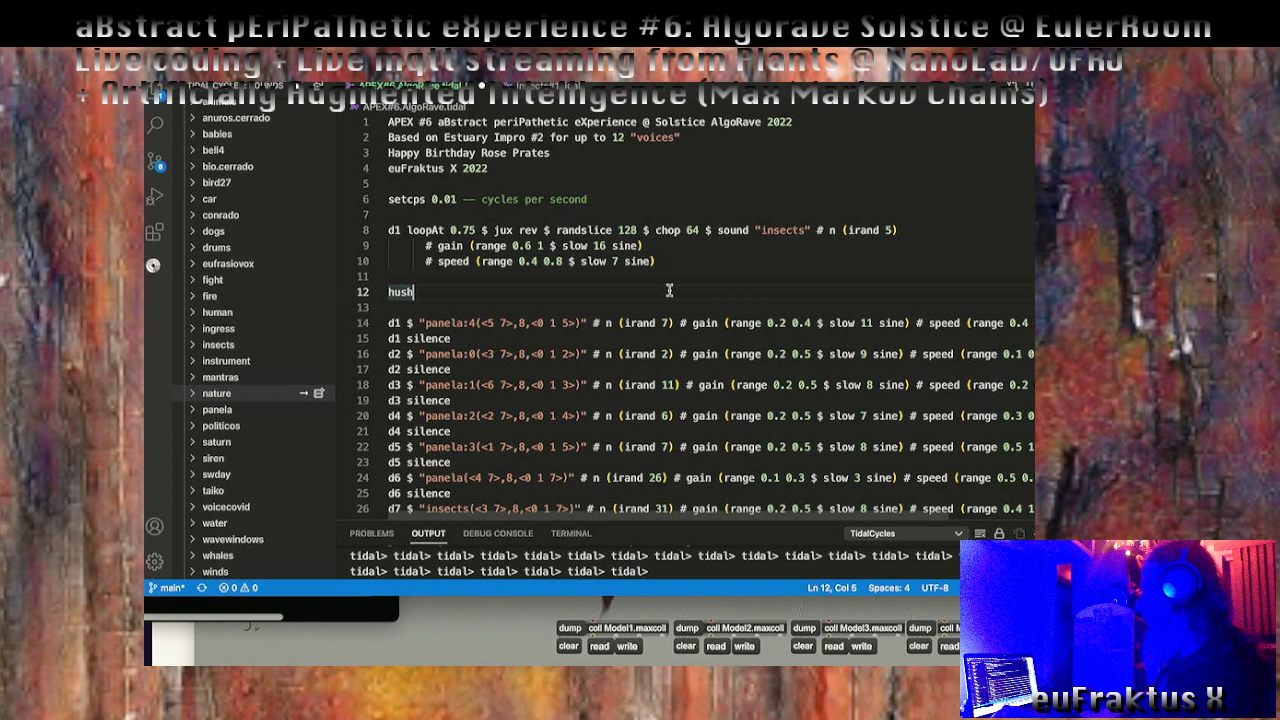 aBstract pEriPaThetic eXperience #6: Algorave Solstice @ EulerRoom
Live coding + Live mqtt streaming from Plants @ NanoLab/UFRJ
Intelligence (Max Markov Chains)
APEX#6.AlgoRave.tidal
animals
anuros.cerrado
babies
bell4
bio.cerrado
bird27
car
conrado
dogs
drums
eufrasiovox
fight
fire
human
ingress
insects
instrument
mantras
nature
panela
politicos
saturn
siren
swday
taiko
voicecovid
water
wavewindows
whales
winds
1 APEX #6 aBstract periPathetic eXperience @ Solstice AlgoRave 2022
2 Based on Estuary Impro #2 for up to 12 "voices"
3 Happy Birthday Rose Prates
4 euFraktus X 2022
5
6 setcps 0.01 -- cycles per second
7
8 d1 loopAt 0.75 $ jux rev $ randslice 128 $ chop 64 $ sound "insects" # n (irand 5)
9 # gain (range 0.6 1 $ slow 16 sine)
10 # speed (range 0.4 0.8 $ slow 7 sine)
11
12 hush
13
14 d1 $ "panela:4(<5 7>,8,<0 1 5>)" # n (irand 7) # gain (range 0.2 0.4 $ slow 11 sine) # speed (range 0.4
15 d1 silence
16 d2 $ "panela:0(<3 7>,8,<0 1 2>)" # n (irand 2) # gain (range 0.2 0.5 $ slow 9 sine) # speed (range 0.1 0
17 d2 silence
18 d3 $ "panela:1(<6 7>,8,<0 1 3>)" # n (irand 11) # gain (range 0.2 0.5 $ slow 8 sine) # speed (range 0.2
19 d3 silence
20 d4 $ "panela:2(<2 7>,8,<0 1 4>)" # n (irand 6) # gain (range 0.2 0.5 $ slow 7 sine) # speed (range 0.3 0
21 d4 silence
22 d5 $ "panela:3(<1 7>,8,<0 1 5>)" # n (irand 7) # gain (range 0.2 0.5 $ slow 8 sine) # speed (range 0.5 1
23 d5 silence
24 d6 $ "panela(<4 7>,8,<0 1 7>)" # n (irand 26) # gain (range 0.1 0.3 $ slow 3 sine) # speed (range 0.5 0.
25 d6 silence
26 d7 $ "insects(<3 7>,8,<0 1 7>)" # n (irand 31) # gain (range 0.2 0.5 $ slow 8 sine) # speed (range 0.4 1
PROBLEMS OUTPUT DEBUG CONSOLE TERMINAL TidalCycles
tidal> tidal> tidal> tidal> tidal> tidal> tidal> tidal> tidal> tidal> tidal> tidal> tidal> tidal>
tidal> tidal> tidal> tidal> tidal> tidal> tidal>
main* 0 0 Ln 12, Col 5 Spaces: 4 UTF-8
dump coll Model1.maxcoll dump coll Model2.maxcoll dump coll Model3.maxcoll dump
clear read write clear read write clear read write clear
euFraktus X